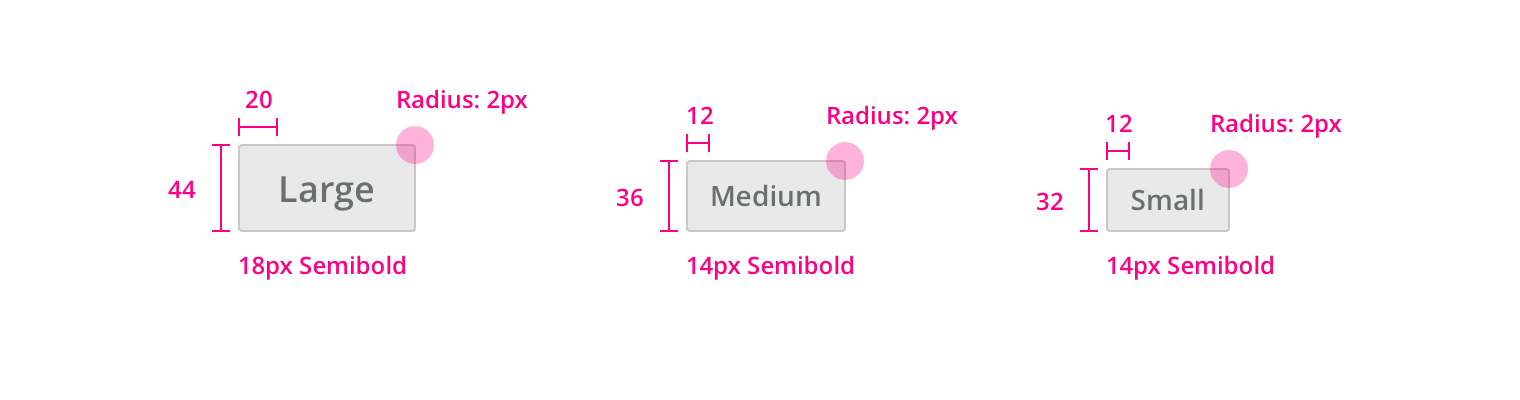 20
Radius: 2px
44
Large
18px Semibold
12
Radius: 2px
36
Medium
14px Semibold
12
Radius: 2px
32
Small
14px Semibold